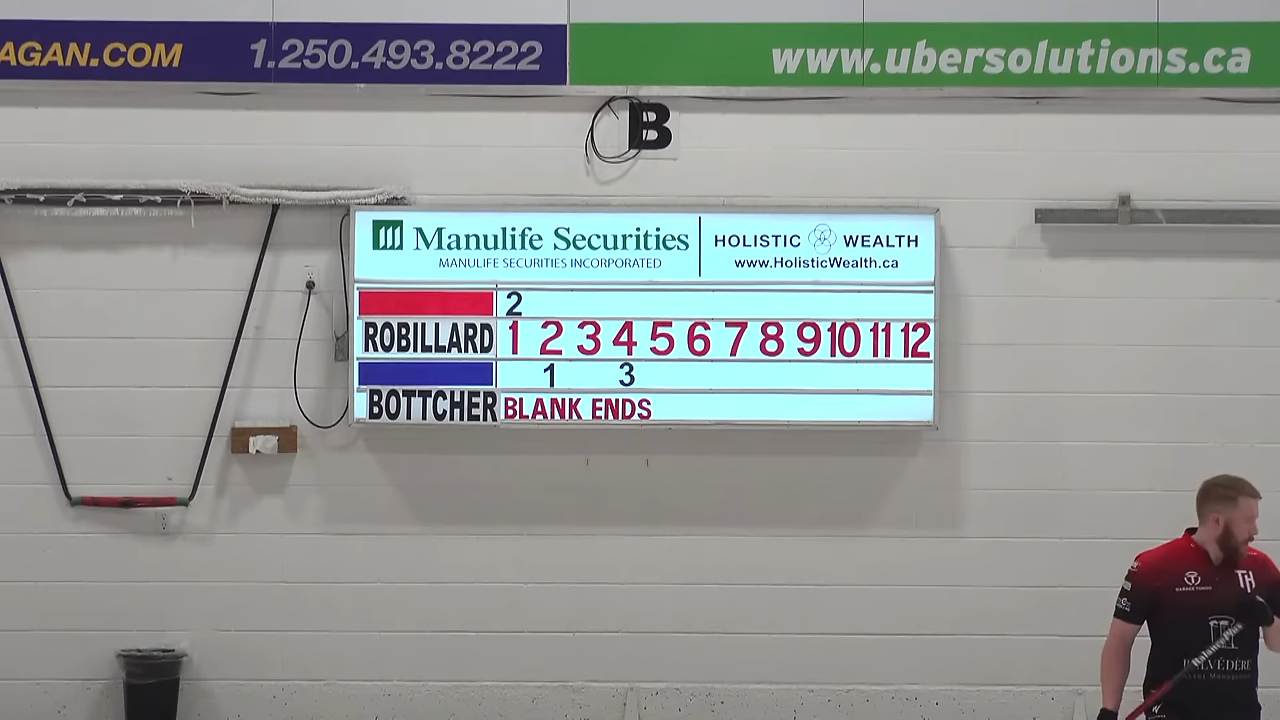 AGAN.COM 1.250.493.8222
www.ubersolutions.ca
B
Manulife Securities
MANULIFE SECURITIES INCORPORATED
HOLISTIC WEALTH
www.HolisticWealth.ca
2
ROBILLARD 1 2 3 4 5 6 7 8 9 10 11 12
1 3
BOTTCHER BLANK ENDS
TH
BalancePlus